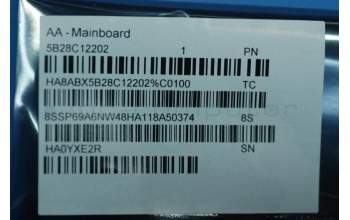 AA - Mainboard
5B28C12202 1 PN
HA8ABX5B28C12202%C0100 TC
8SSP69A6NW48HA118A50374 8S
HA0YXE2R SN